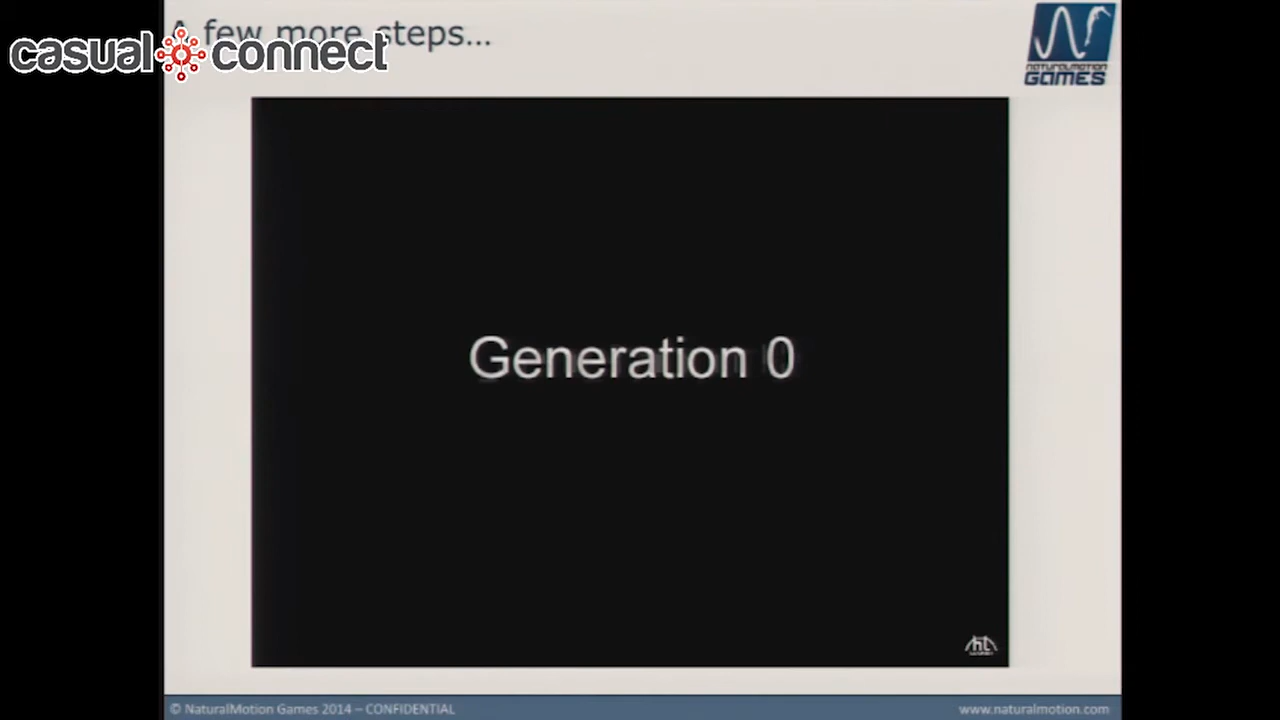 A few more steps...
casual connect
NATURALMOTION
GAMES
Generation 0
© NaturalMotion Games 2014 – CONFIDENTIAL
www.naturalmotion.com